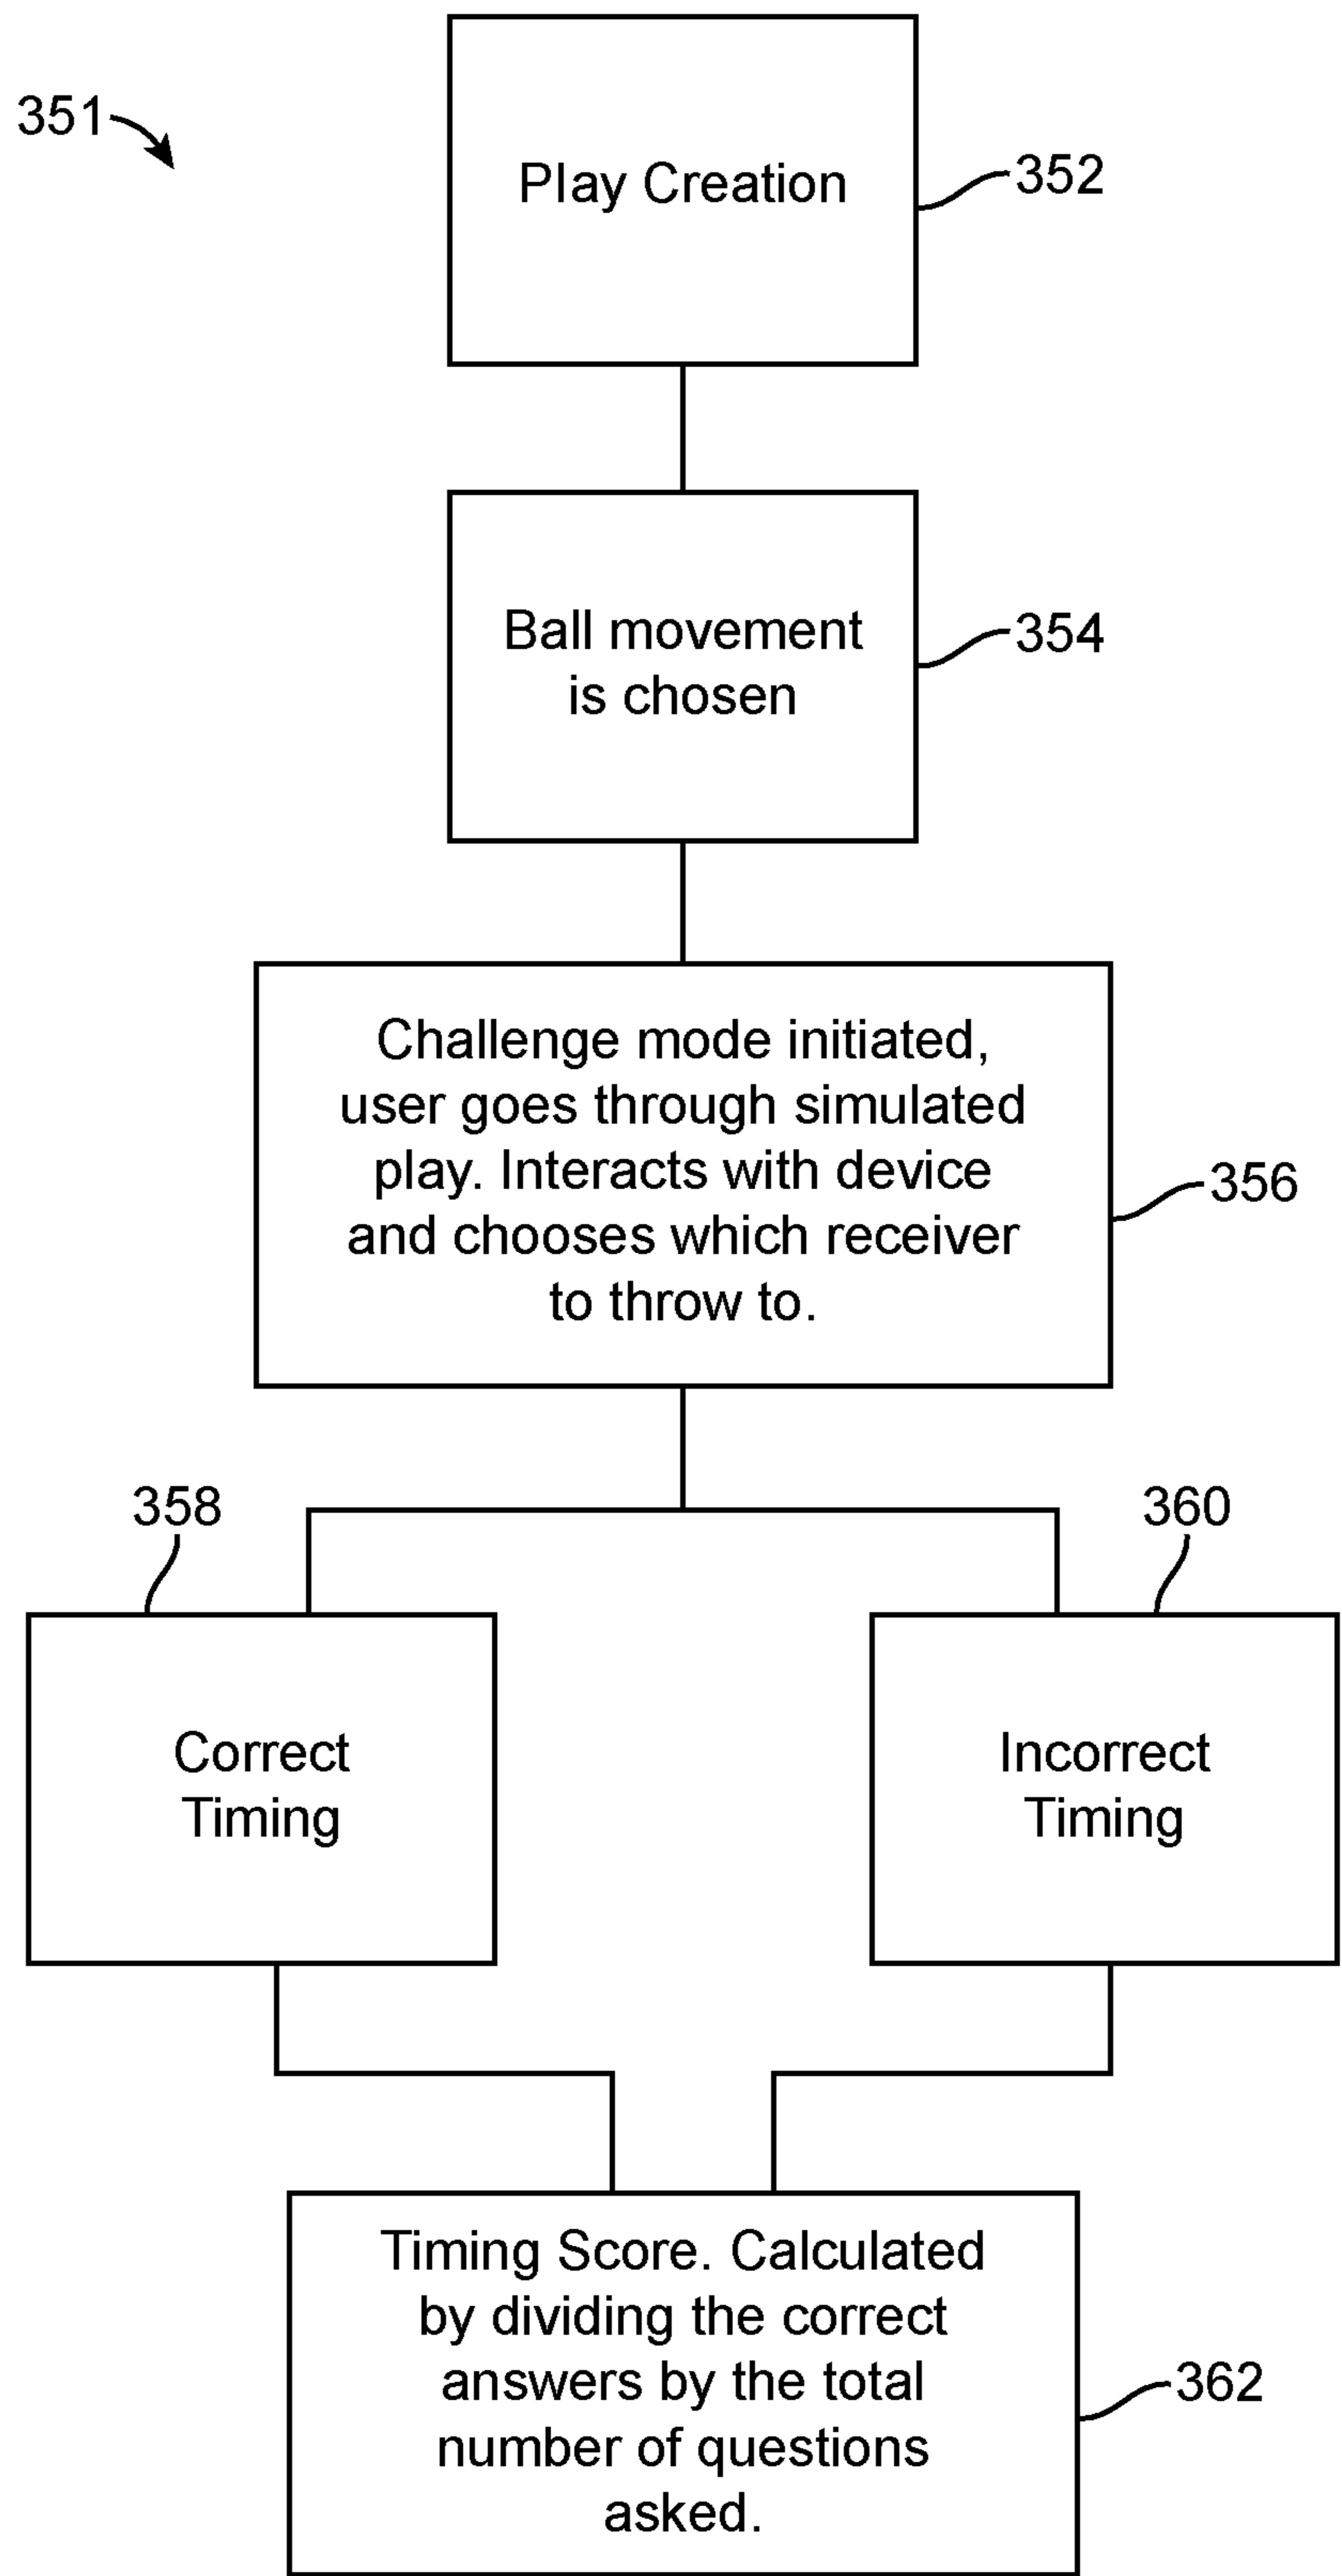 351
Play Creation
352
Ball movement
is chosen
354
Challenge mode initiated,
user goes through simulated
play. Interacts with device
and chooses which receiver
to throw to.
356
358
360
Correct
Timing
Incorrect
Timing
Timing Score. Calculated
by dividing the correct
answers by the total
number of questions
asked.
362